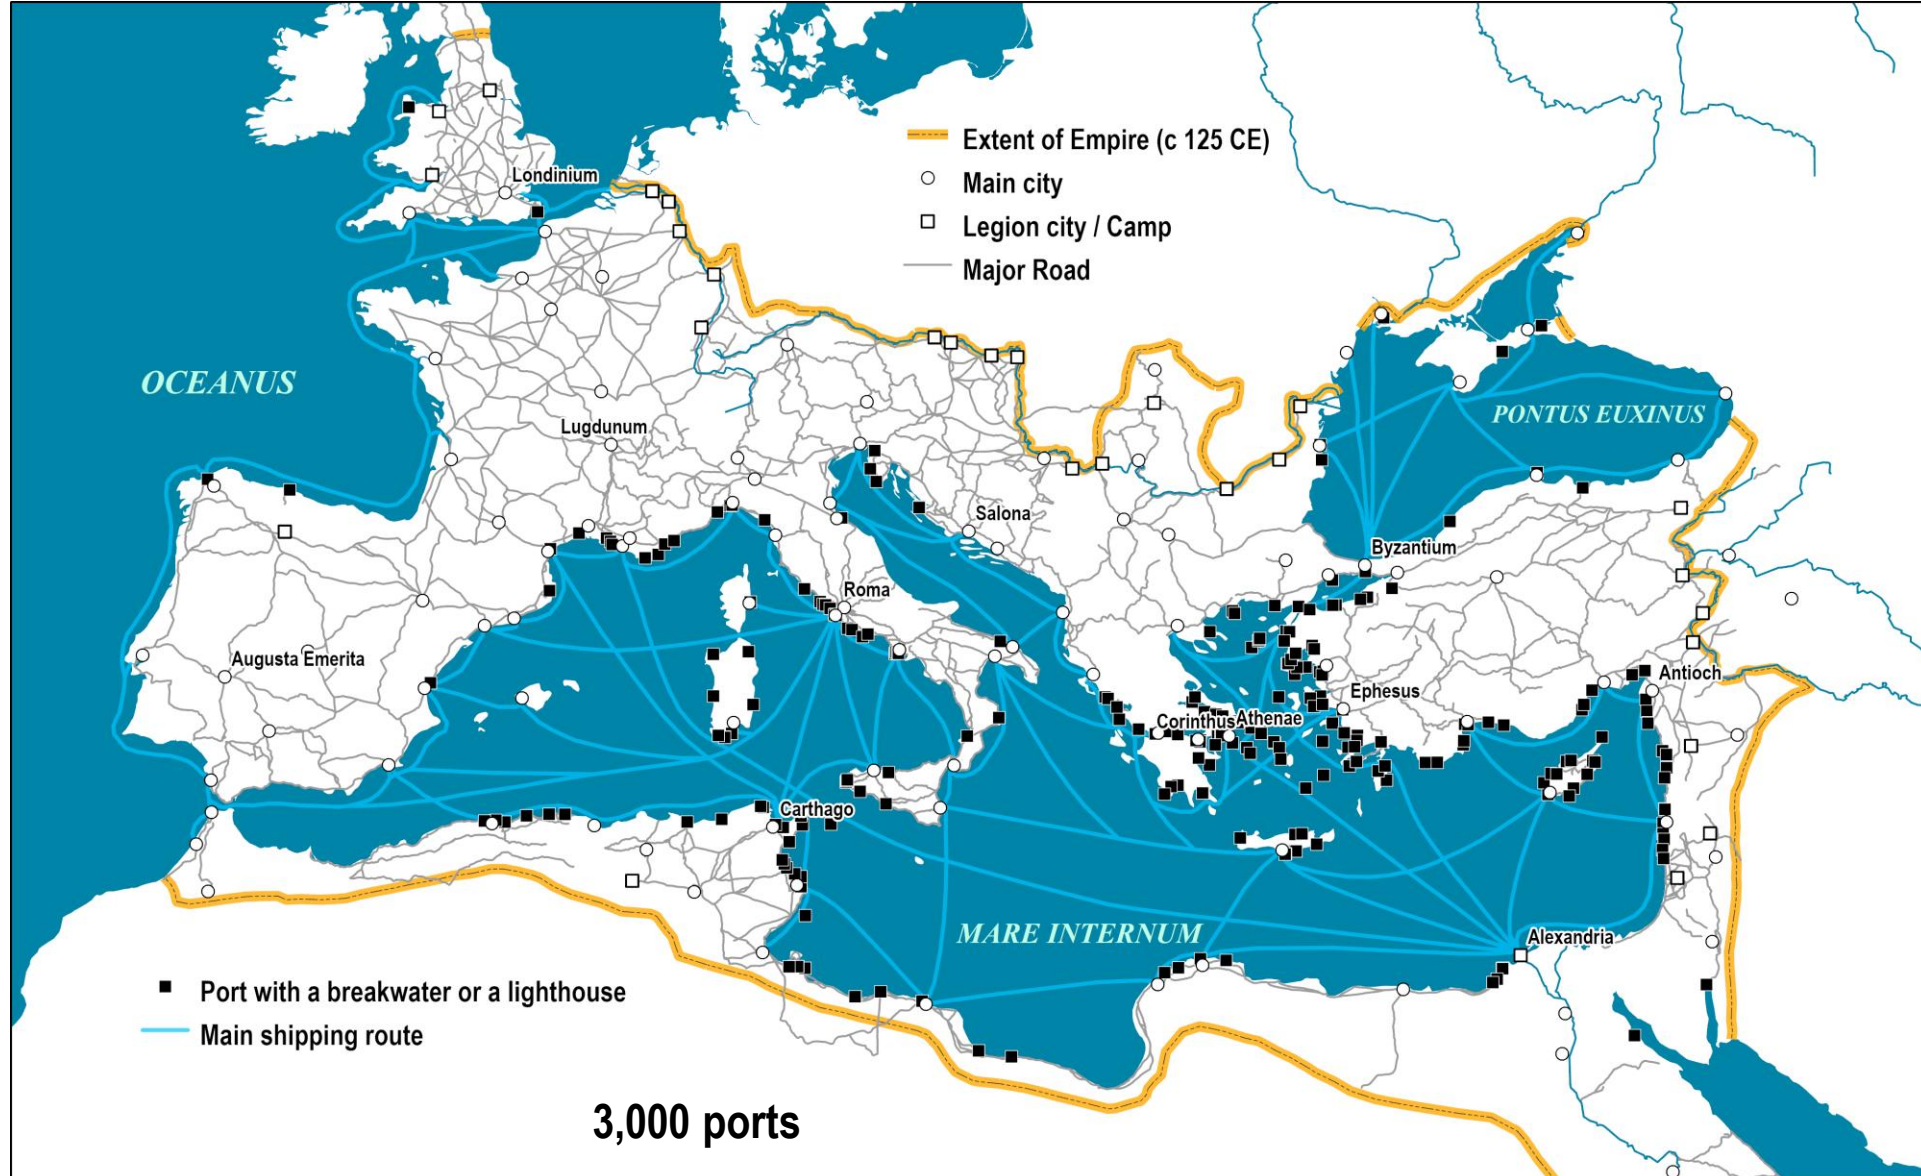 Extent of Empire (c 125 CE)
Main city
Legion city / Camp
Major Road
Londinium
OCEANUS
PONTUS EUXINUS
Lugdunum
Salona
Byzantium
Roma
Augusta Emerita
Antioch
Ephesus
Corinthus
Athenae
Carthago
MARE INTERNUM
Alexandria
Port with a breakwater or a lighthouse
Main shipping route
3,000 ports